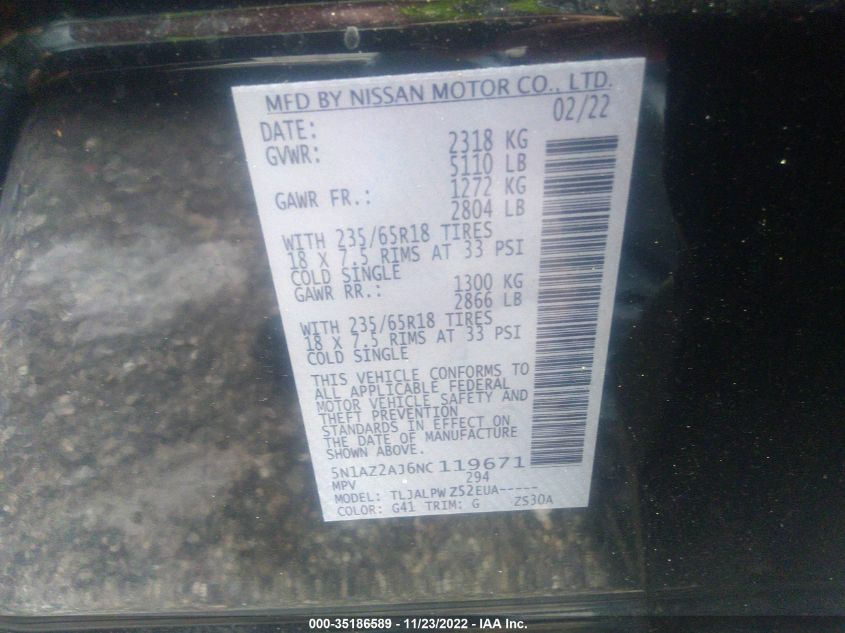 MFD BY NISSAN MOTOR CO., LTD.
DATE: 02/22
GVWR: 2318 KG
5110 LB
GAWR FR.: 1272 KG
2804 LB
WITH 235/65R18 TIRES
18 X 7.5 RIMS AT 33 PSI
COLD SINGLE
GAWR RR.: 1300 KG
2866 LB
WITH 235/65R18 TIRES
18 X 7.5 RIMS AT 33 PSI
COLD SINGLE
THIS VEHICLE CONFORMS TO
ALL APPLICABLE FEDERAL
MOTOR VEHICLE SAFETY AND
THEFT PREVENTION
STANDARDS IN EFFECT ON
THE DATE OF MANUFACTURE
SHOWN ABOVE.
5N1AZ2AJ6NC119671
MPV 294
MODEL: TLJALPWZ52EUA-----
COLOR: G41 TRIM: G ZS30A
000-35186589 - 11/23/2022 - IAA Inc.